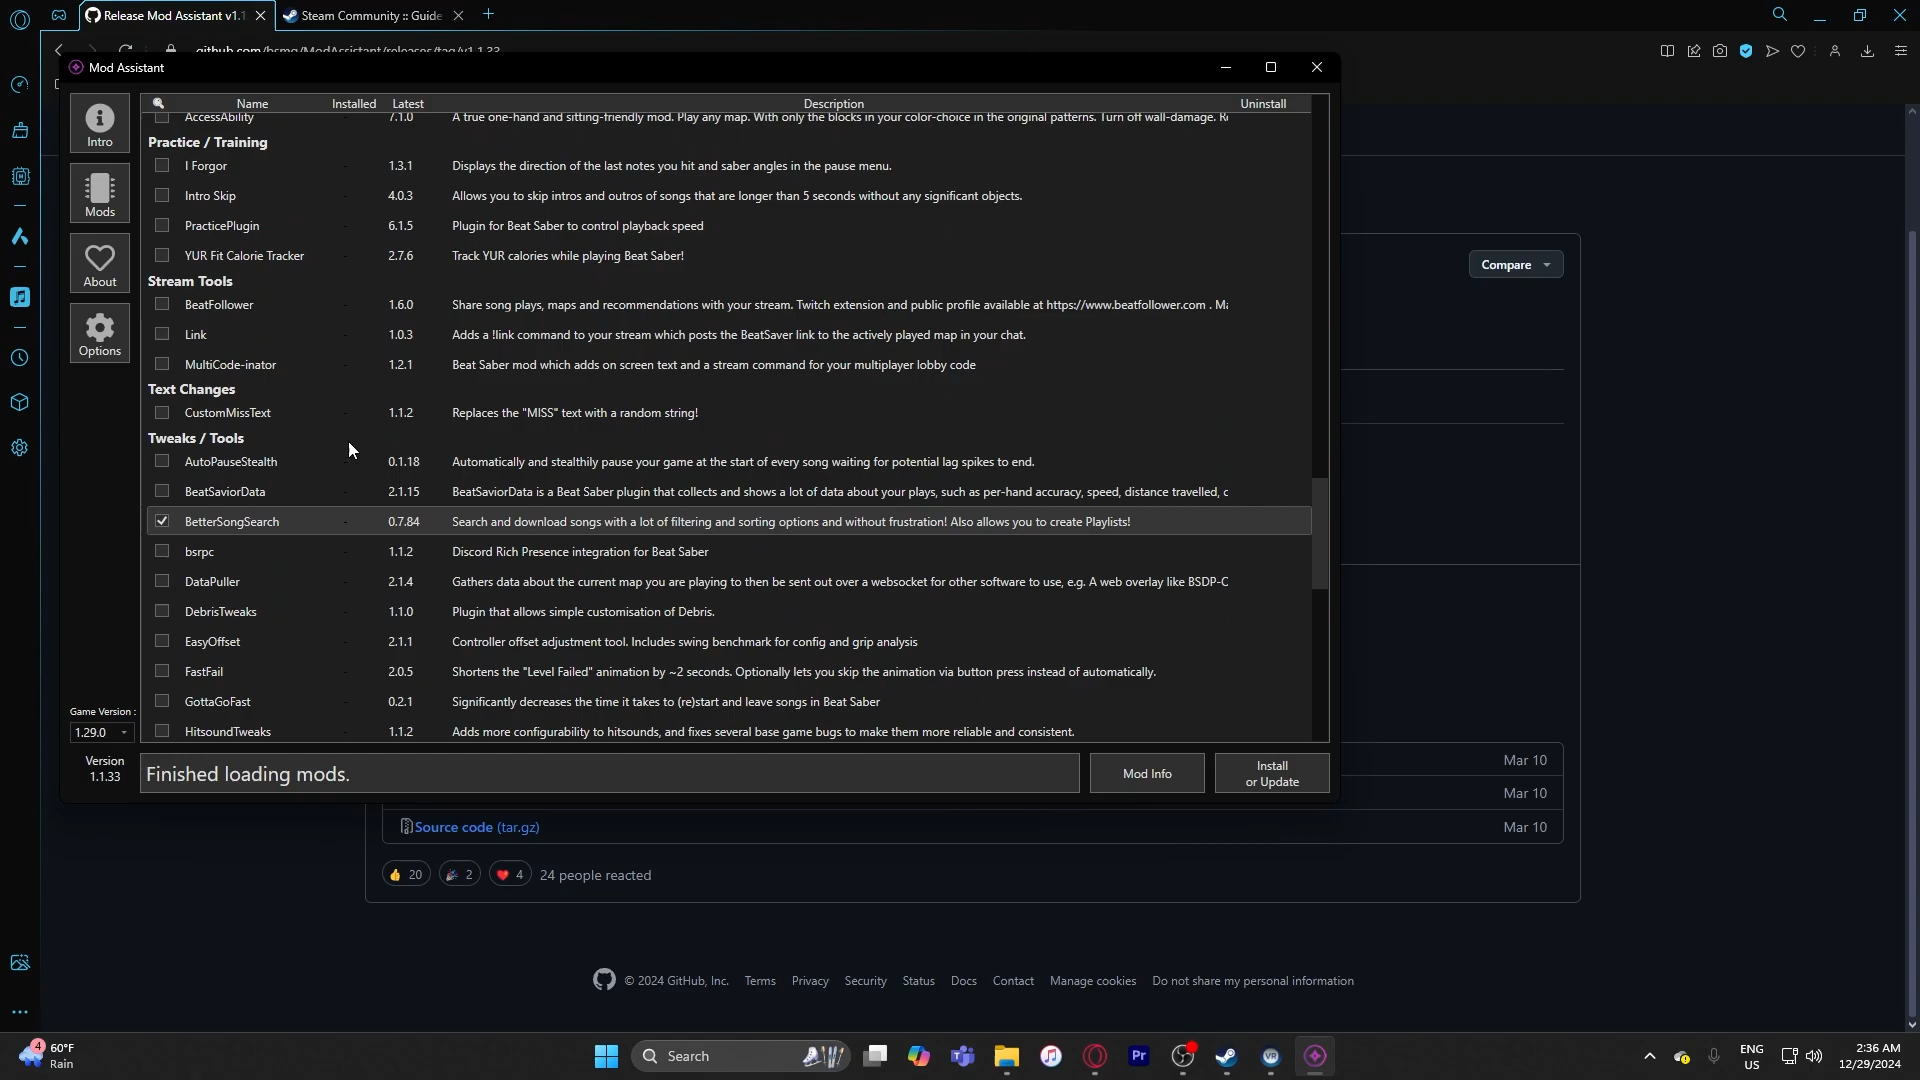 Release Mod Assistant v1.1
Steam Community :: Guide
github.com/bsmg/ModAssistant/releases/tag/v1.1.33
Mod Assistant
Name Installed Latest Description Uninstall
AccessAbility - 7.1.0 A true one-hand and sitting-friendly mod. Play any map. With only the blocks in your color-choice in the original patterns. Turn off wall-damage. R
Practice / Training
I Forgor - 1.3.1 Displays the direction of the last notes you hit and saber angles in the pause menu.
Intro Skip - 4.0.3 Allows you to skip intros and outros of songs that are longer than 5 seconds without any significant objects.
PracticePlugin - 6.1.5 Plugin for Beat Saber to control playback speed
YUR Fit Calorie Tracker - 2.7.6 Track YUR calories while playing Beat Saber!
Stream Tools
BeatFollower - 1.6.0 Share song plays, maps and recommendations with your stream. Twitch extension and public profile available at https://www.beatfollower.com . Ma
Link - 1.0.3 Adds a !link command to your stream which posts the BeatSaver link to the actively played map in your chat.
MultiCode-inator - 1.2.1 Beat Saber mod which adds on screen text and a stream command for your multiplayer lobby code
Text Changes
CustomMissText - 1.1.2 Replaces the "MISS" text with a random string!
Tweaks / Tools
AutoPauseStealth - 0.1.18 Automatically and stealthily pause your game at the start of every song waiting for potential lag spikes to end.
BeatSaviorData - 2.1.15 BeatSaviorData is a Beat Saber plugin that collects and shows a lot of data about your plays, such as per-hand accuracy, speed, distance travelled, c
BetterSongSearch - 0.7.84 Search and download songs with a lot of filtering and sorting options and without frustration! Also allows you to create Playlists!
bsrpc - 1.1.2 Discord Rich Presence integration for Beat Saber
DataPuller - 2.1.4 Gathers data about the current map you are playing to then be sent out over a websocket for other software to use, e.g. A web overlay like BSDP-C
DebrisTweaks - 1.1.0 Plugin that allows simple customisation of Debris.
EasyOffset - 2.1.1 Controller offset adjustment tool. Includes swing benchmark for config and grip analysis
FastFail - 2.0.5 Shortens the "Level Failed" animation by ~2 seconds. Optionally lets you skip the animation via button press instead of automatically.
GottaGoFast - 0.2.1 Significantly decreases the time it takes to (re)start and leave songs in Beat Saber
HitsoundTweaks - 1.1.2 Adds more configurability to hitsounds, and fixes several base game bugs to make them more reliable and consistent.
Intro
Mods
About
Options
Game Version :
1.29.0
Version
1.1.33
Finished loading mods.
Mod Info
Install
or Update
Compare
Mar 10
Mar 10
Source code (tar.gz) Mar 10
👍 20 🎉 2 ❤️ 4 24 people reacted
© 2024 GitHub, Inc. Terms Privacy Security Status Docs Contact Manage cookies Do not share my personal information
4
60°F
Rain
Search
Pr
VR
ENG
US
2:36 AM
12/29/2024